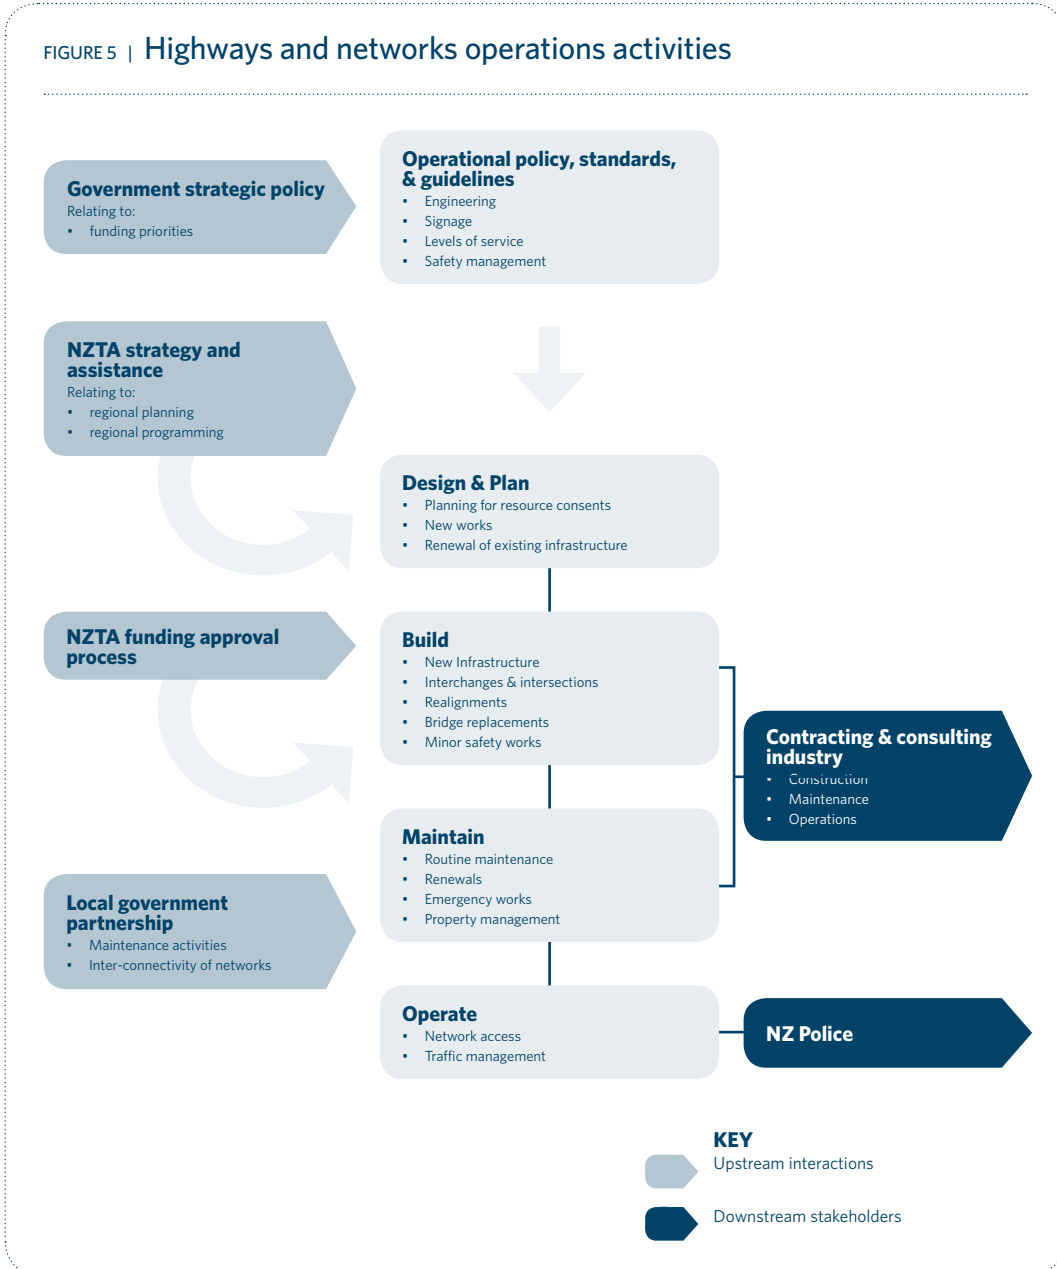 FIGURE 5 | Highways and networks operations activities
Government strategic policy
Relating to:
• funding priorities
Operational policy, standards,
& guidelines
• Engineering
• Signage
• Levels of service
• Safety management
NZTA strategy and
assistance
Relating to:
• regional planning
• regional programming
Design & Plan
• Planning for resource consents
• New works
• Renewal of existing infrastructure
NZTA funding approval
process
Build
• New Infrastructure
• Interchanges & intersections
• Realignments
• Bridge replacements
• Minor safety works
Contracting & consulting
industry
• Construction
• Maintenance
• Operations
Maintain
• Routine maintenance
• Renewals
• Emergency works
• Property management
Local government
partnership
• Maintenance activities
• Inter-connectivity of networks
Operate
• Network access
• Traffic management
NZ Police
KEY
Upstream interactions
Downstream stakeholders